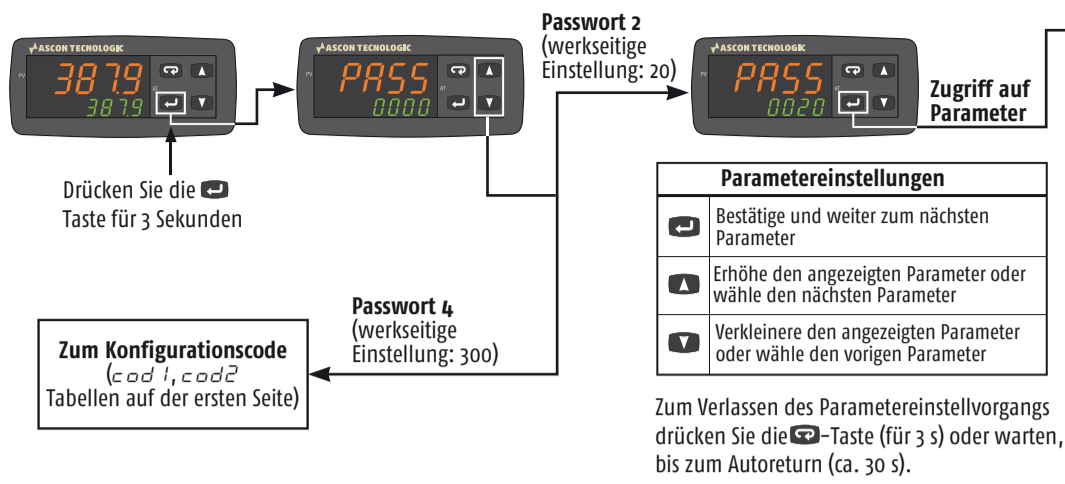 ASCON TECNOLOGIC
PV
387.9
387.9
AT
Drücken Sie die
Taste für 3 Sekunden
ASCON TECNOLOGIC
PV
PASS
0000
AT
Passwort 2
(werkseitige
Einstellung: 20)
ASCON TECNOLOGIC
PV
PASS
0020
AT
Zugriff auf
Parameter
Passwort 4
(werkseitige
Einstellung: 300)
Zum Konfigurationscode
(cod1, cod2
Tabellen auf der ersten Seite)
Parametereinstellungen
Bestätige und weiter zum nächsten
Parameter
Erhöhe den angezeigten Parameter oder
wähle den nächsten Parameter
Verkleinere den angezeigten Parameter
oder wähle den vorigen Parameter
Zum Verlassen des Parametereinstellvorgangs
drücken Sie die -Taste (für 3 s) oder warten,
bis zum Autoreturn (ca. 30 s).